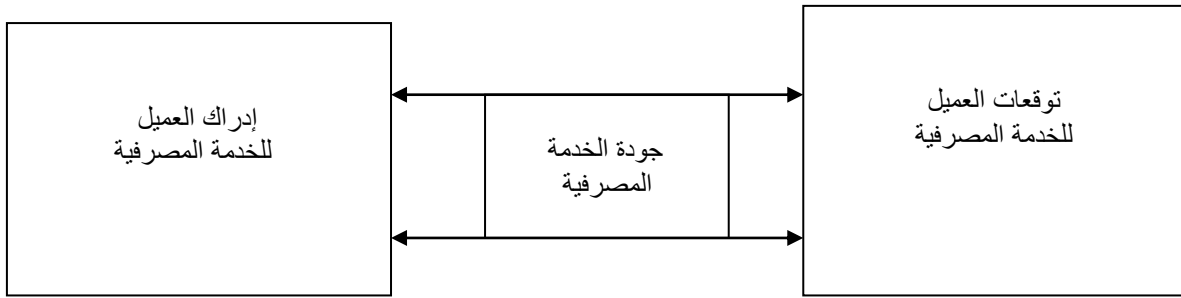 توقعات العميل
للخدمة المصرفية
جودة الخدمة
المصرفية
إدراك العميل
للخدمة المصرفية